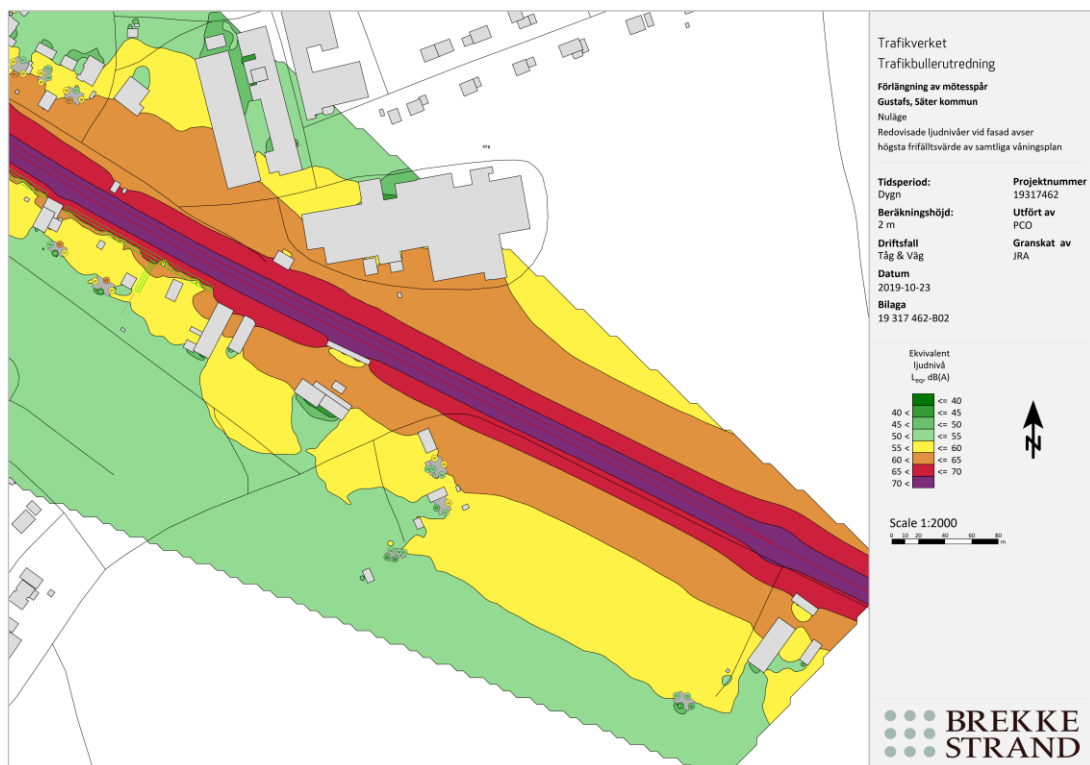 Trafikverket
Trafikbullerutredning
Förlängning av mötesspår
Gustafs, Säter kommun
Nuläge
Redovisade ljudnivåer vid fasad avser
högsta frifältsvärde av samtliga våningsplan
Tidsperiod: Projektnummer
Dygn 19317462
Beräkningshöjd: Utfört av
2 m PCO
Driftsfall Granskat av
Tåg & Väg JRA
Datum
2019-10-23
Bilaga
19 317 462-B02
Ekvivalent
ljudnivå
Leq, dB(A)
<= 40
40 < <= 45
45 < <= 50
50 < <= 55
55 < <= 60
60 < <= 65
65 < <= 70
70 <
N
Scale 1:2000
0 10 20 40 60 80
m
BREKKE
STRAND